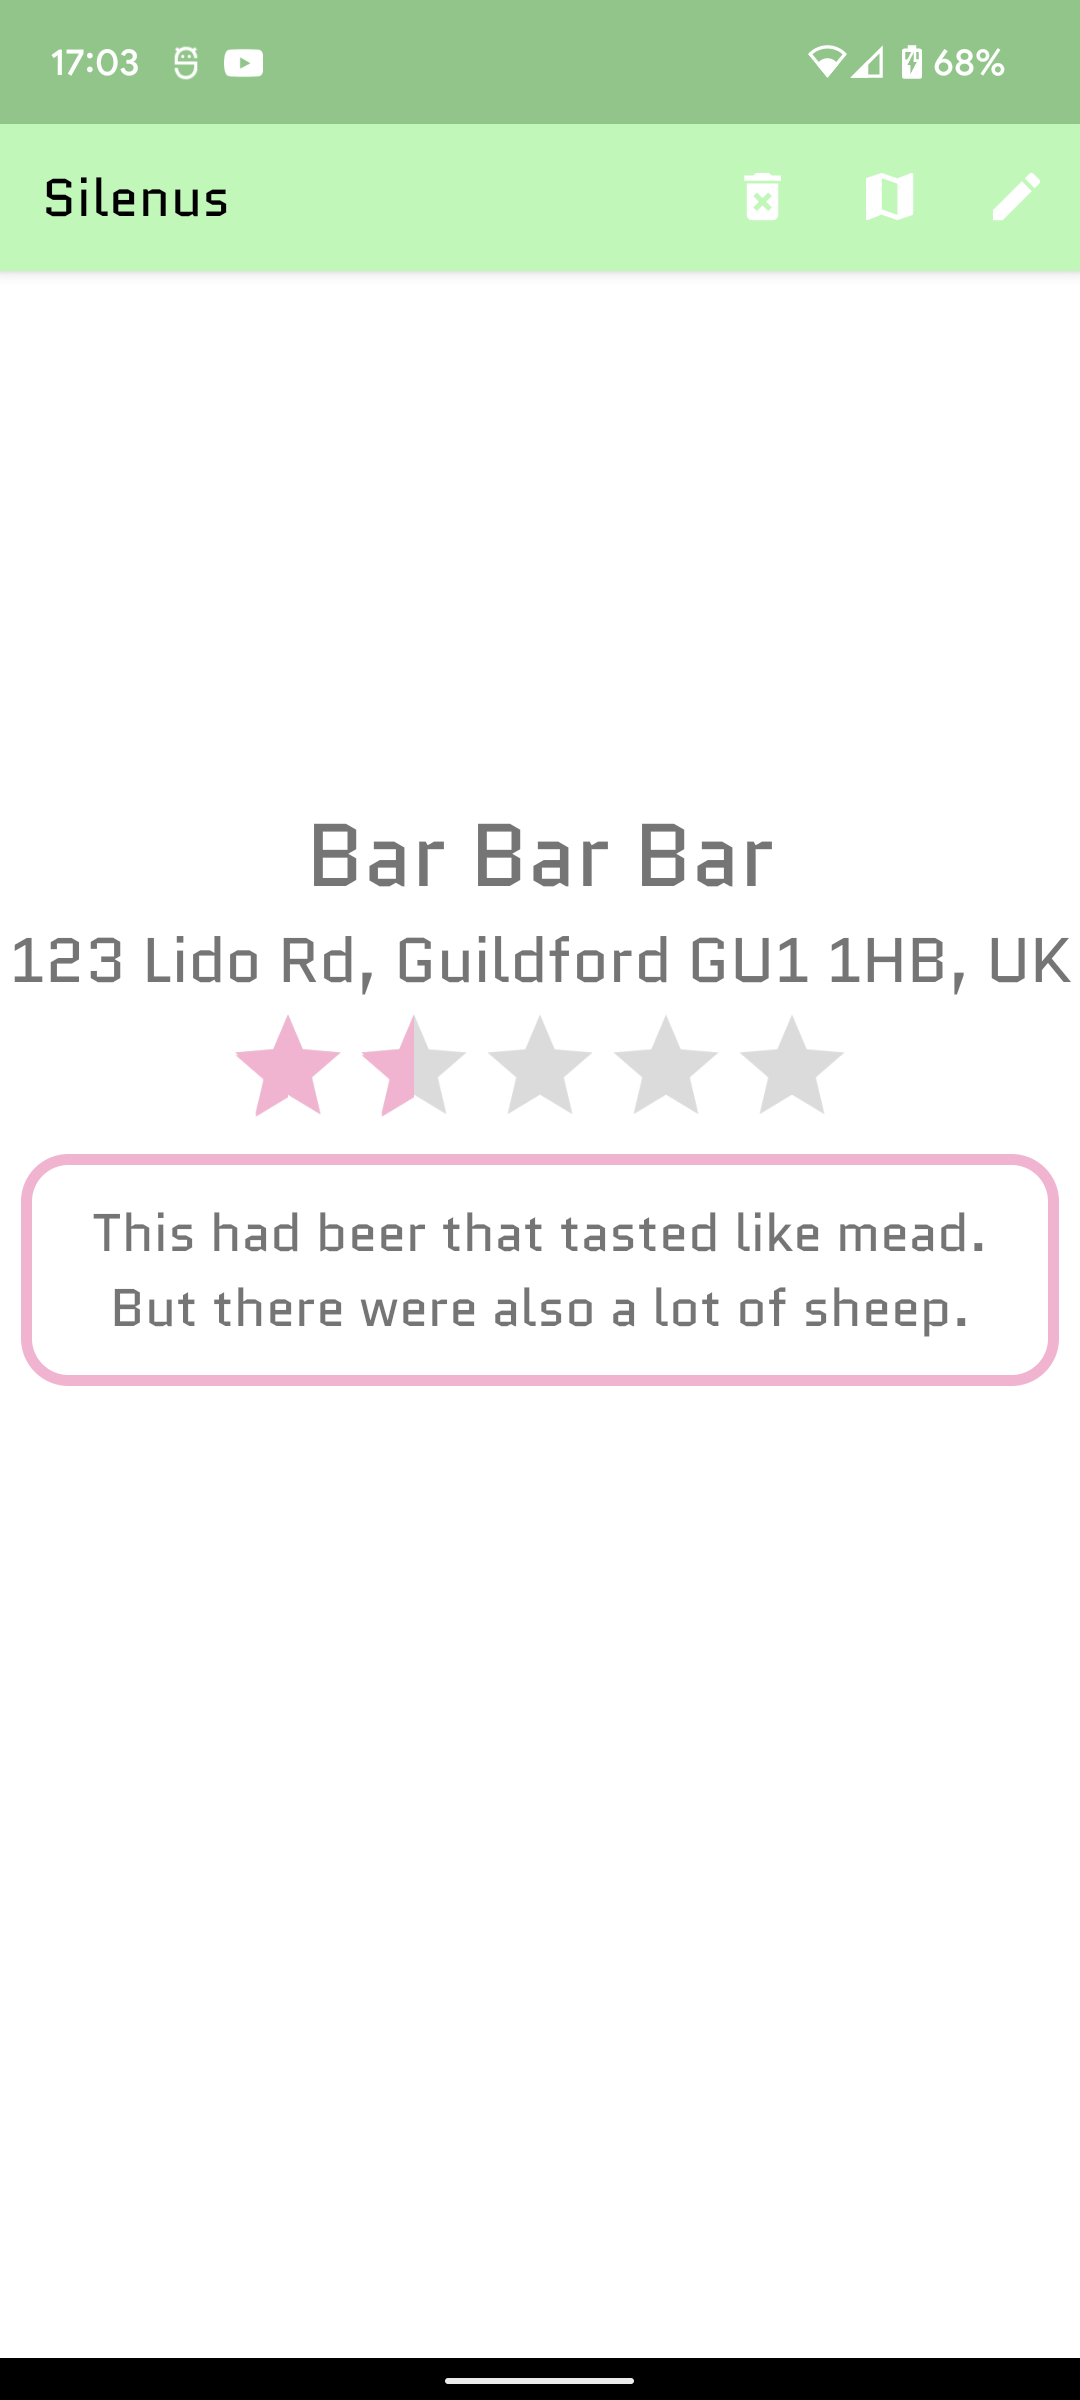 17:03 68%
Silenus
Bar Bar Bar
123 Lido Rd, Guildford GU1 1HB, UK
This had beer that tasted like mead.
But there were also a lot of sheep.